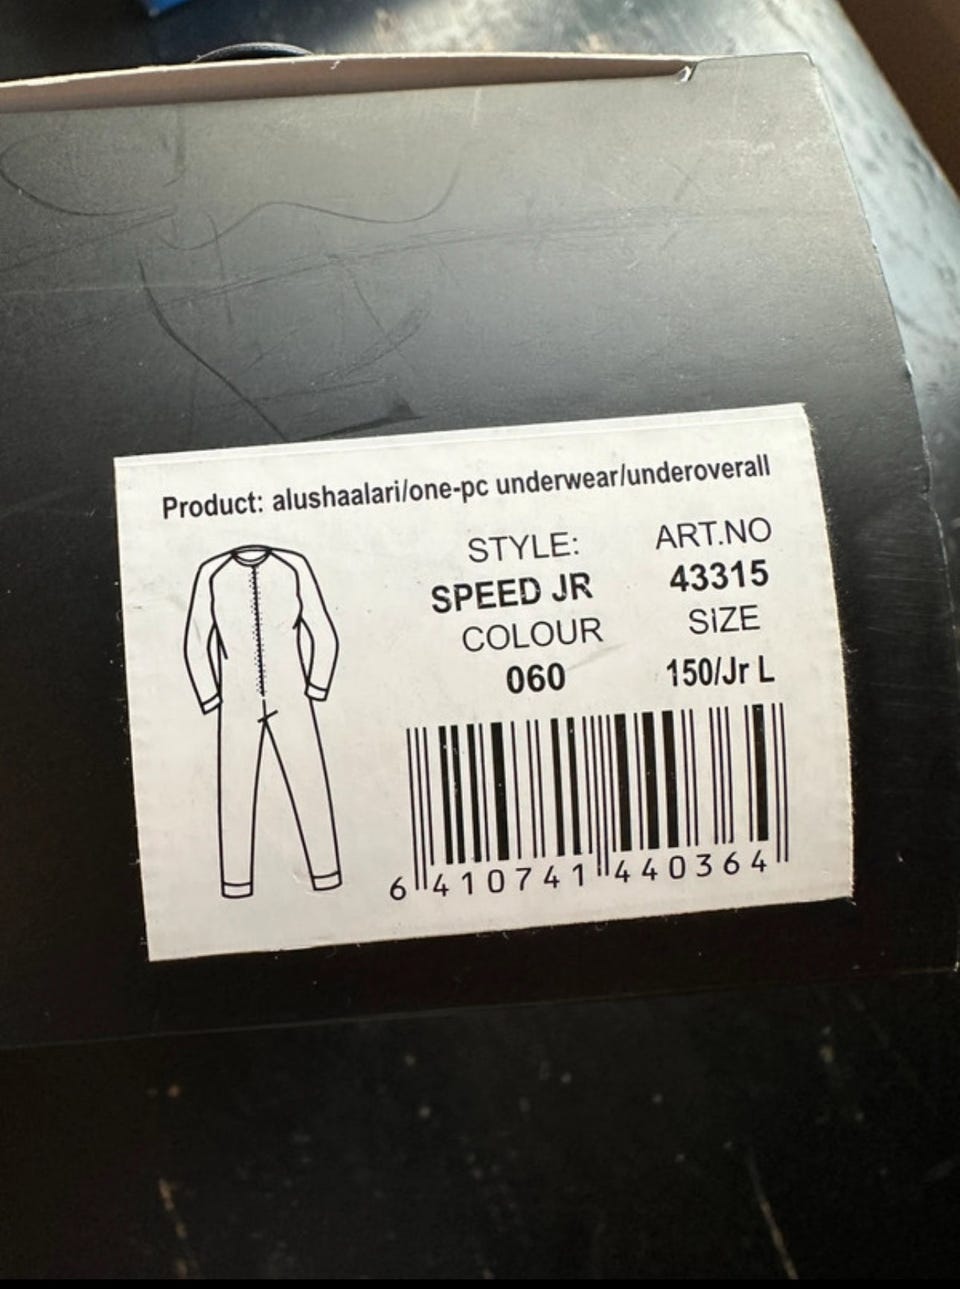 Product: alushaalari/one-pc underwear/underoverall
STYLE:
SPEED JR
COLOUR
060
ART.NO
43315
SIZE
150/Jr L
6 410741 440364